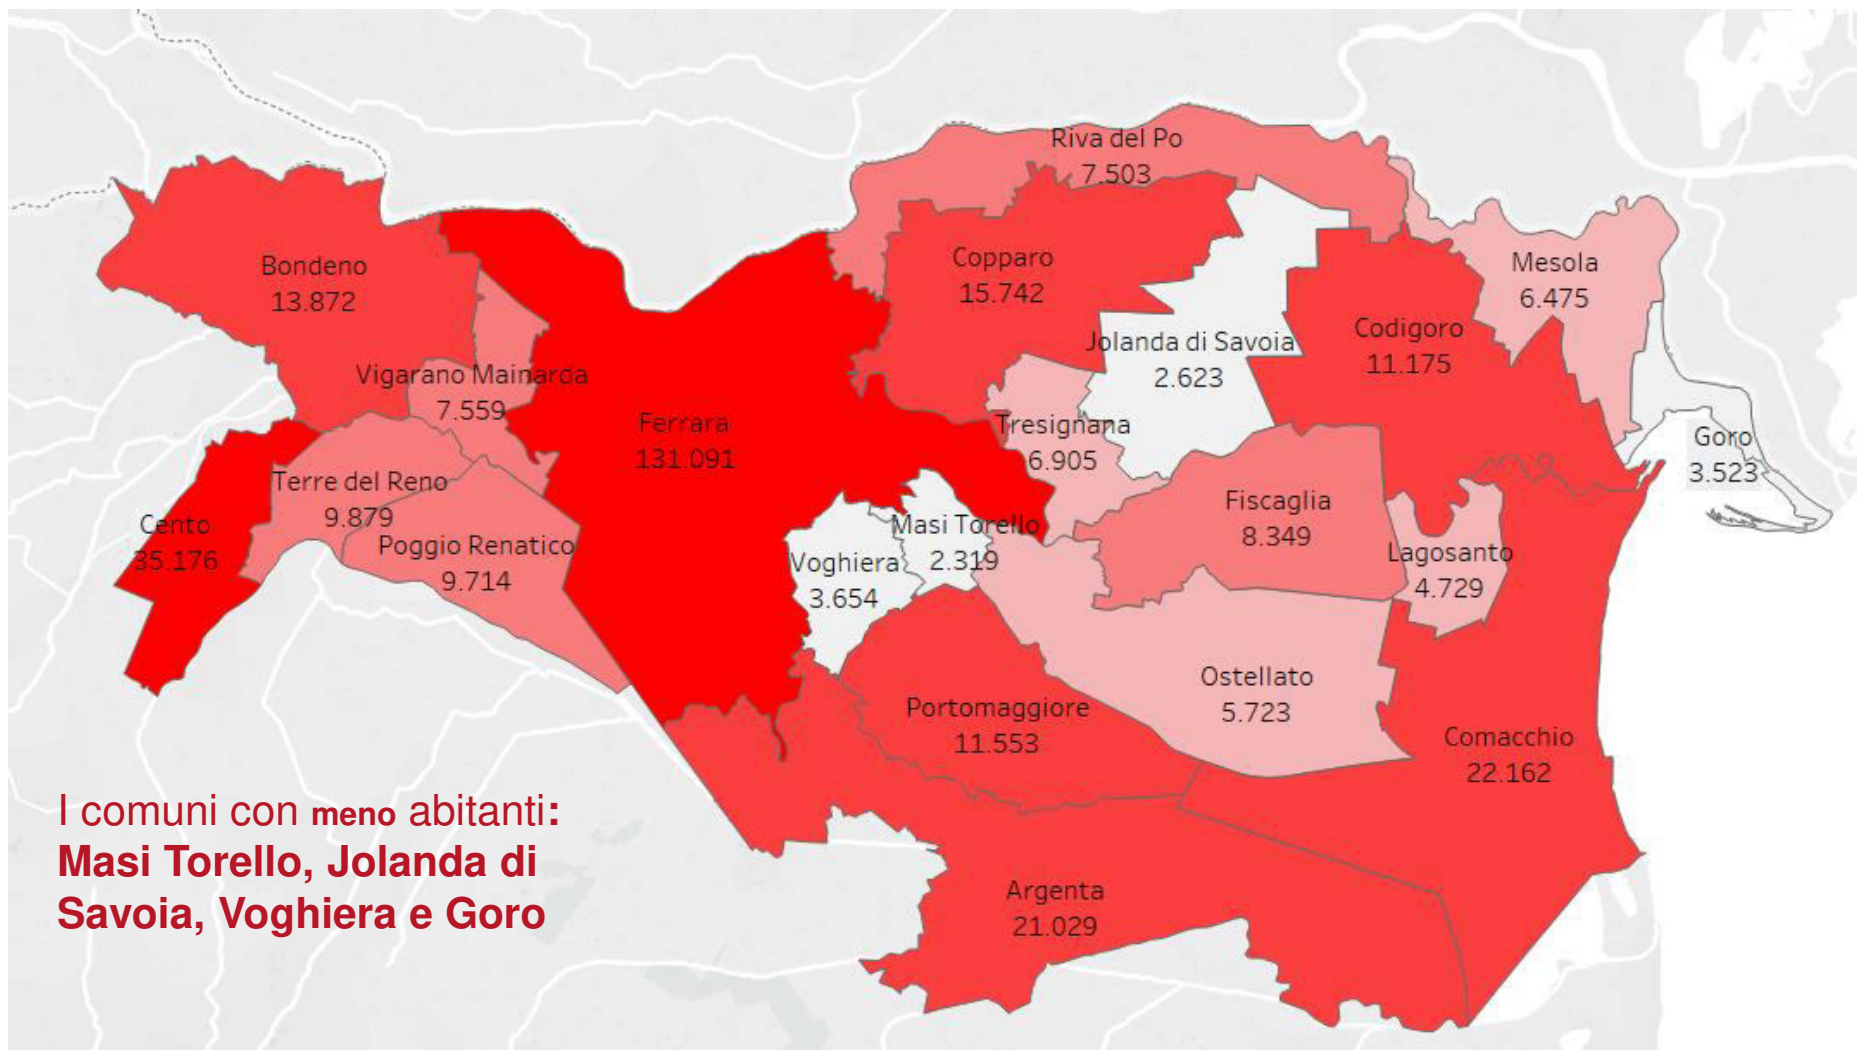 Riva del Po
7.503
Bondeno
13.872
Copparo
15.742
Mesola
6.475
Jolanda di Savoia
2.623
Codigoro
11.175
Vigarano Mainarda
7.559
Ferrara
131.091
Tresignana
6.905
Goro
3.523
Terre del Reno
9.879
Cento
35.176
Poggio Renatico
9.714
Masi Torello
2.319
Voghiera
3.654
Fiscaglia
8.349
Lagosanto
4.729
Ostellato
5.723
Portomaggiore
11.553
Comacchio
22.162
Argenta
21.029
I comuni con meno abitanti:
Masi Torello, Jolanda di
Savoia, Voghiera e Goro